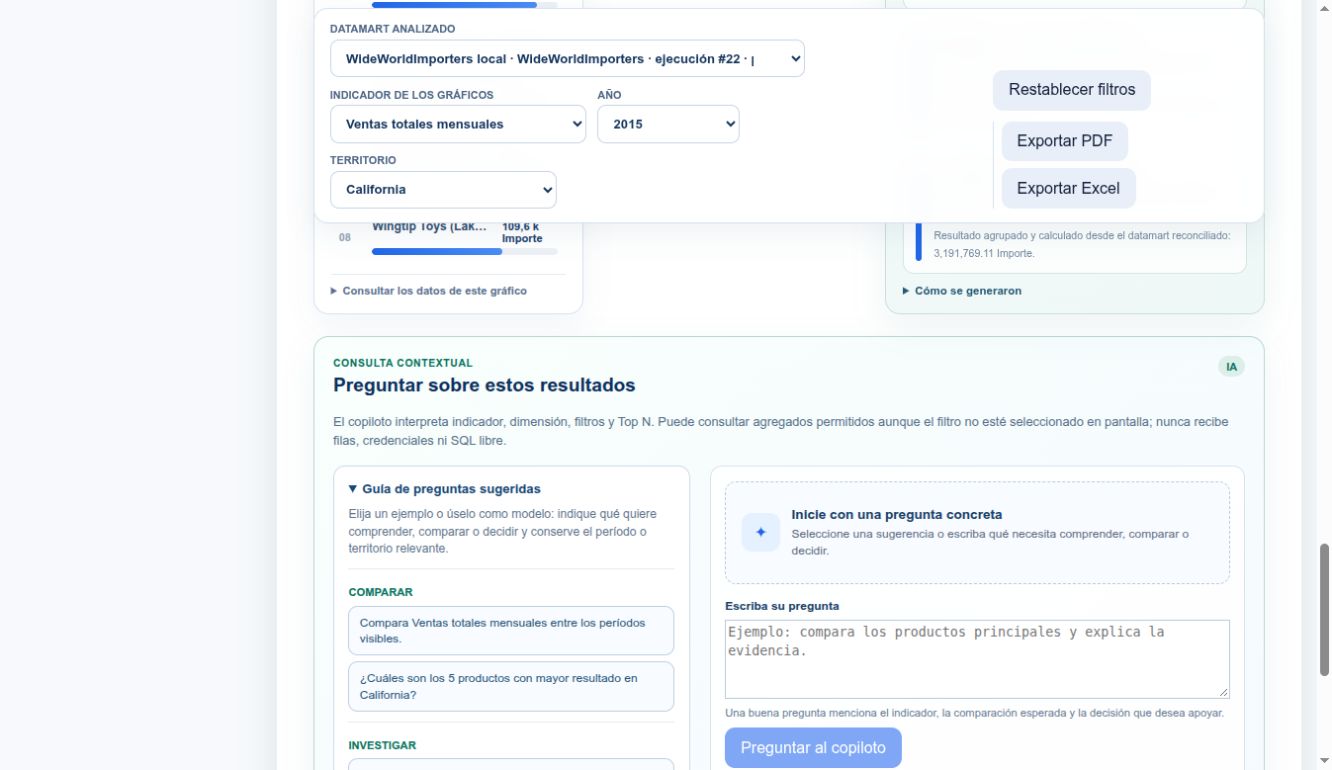 DATAMART ANALIZADO
WideWorldImporters local · WideWorldImporters · ejecución #22 ·
INDICADOR DE LOS GRÁFICOS
AÑO
Ventas totales mensuales
2015
TERRITORIO
California
Restablecer filtros
Exportar PDF
Exportar Excel
08
Wingtip Toys (Lak...
109,6 k
Importe
Consultar los datos de este gráfico
Resultado agrupado y calculado desde el datamart reconciliado:
3,191,769.11 Importe.
Cómo se generaron
CONSULTA CONTEXTUAL
IA
Preguntar sobre estos resultados
El copiloto interpreta indicador, dimensión, filtros y Top N. Puede consultar agregados permitidos aunque el filtro no esté seleccionado en pantalla; nunca recibe
filas, credenciales ni SQL libre.
Guía de preguntas sugeridas
Elija un ejemplo o úselo como modelo: indique qué quiere
comprender, comparar o decidir y conserve el período o
territorio relevante.
COMPARAR
Compara Ventas totales mensuales entre los períodos
visibles.
¿Cuáles son los 5 productos con mayor resultado en
California?
INVESTIGAR
Inicie con una pregunta concreta
Seleccione una sugerencia o escriba qué necesita comprender, comparar o
decidir.
Escriba su pregunta
Ejemplo: compara los productos principales y explica la
evidencia.
Una buena pregunta menciona el indicador, la comparación esperada y la decisión que desea apoyar.
Preguntar al copiloto